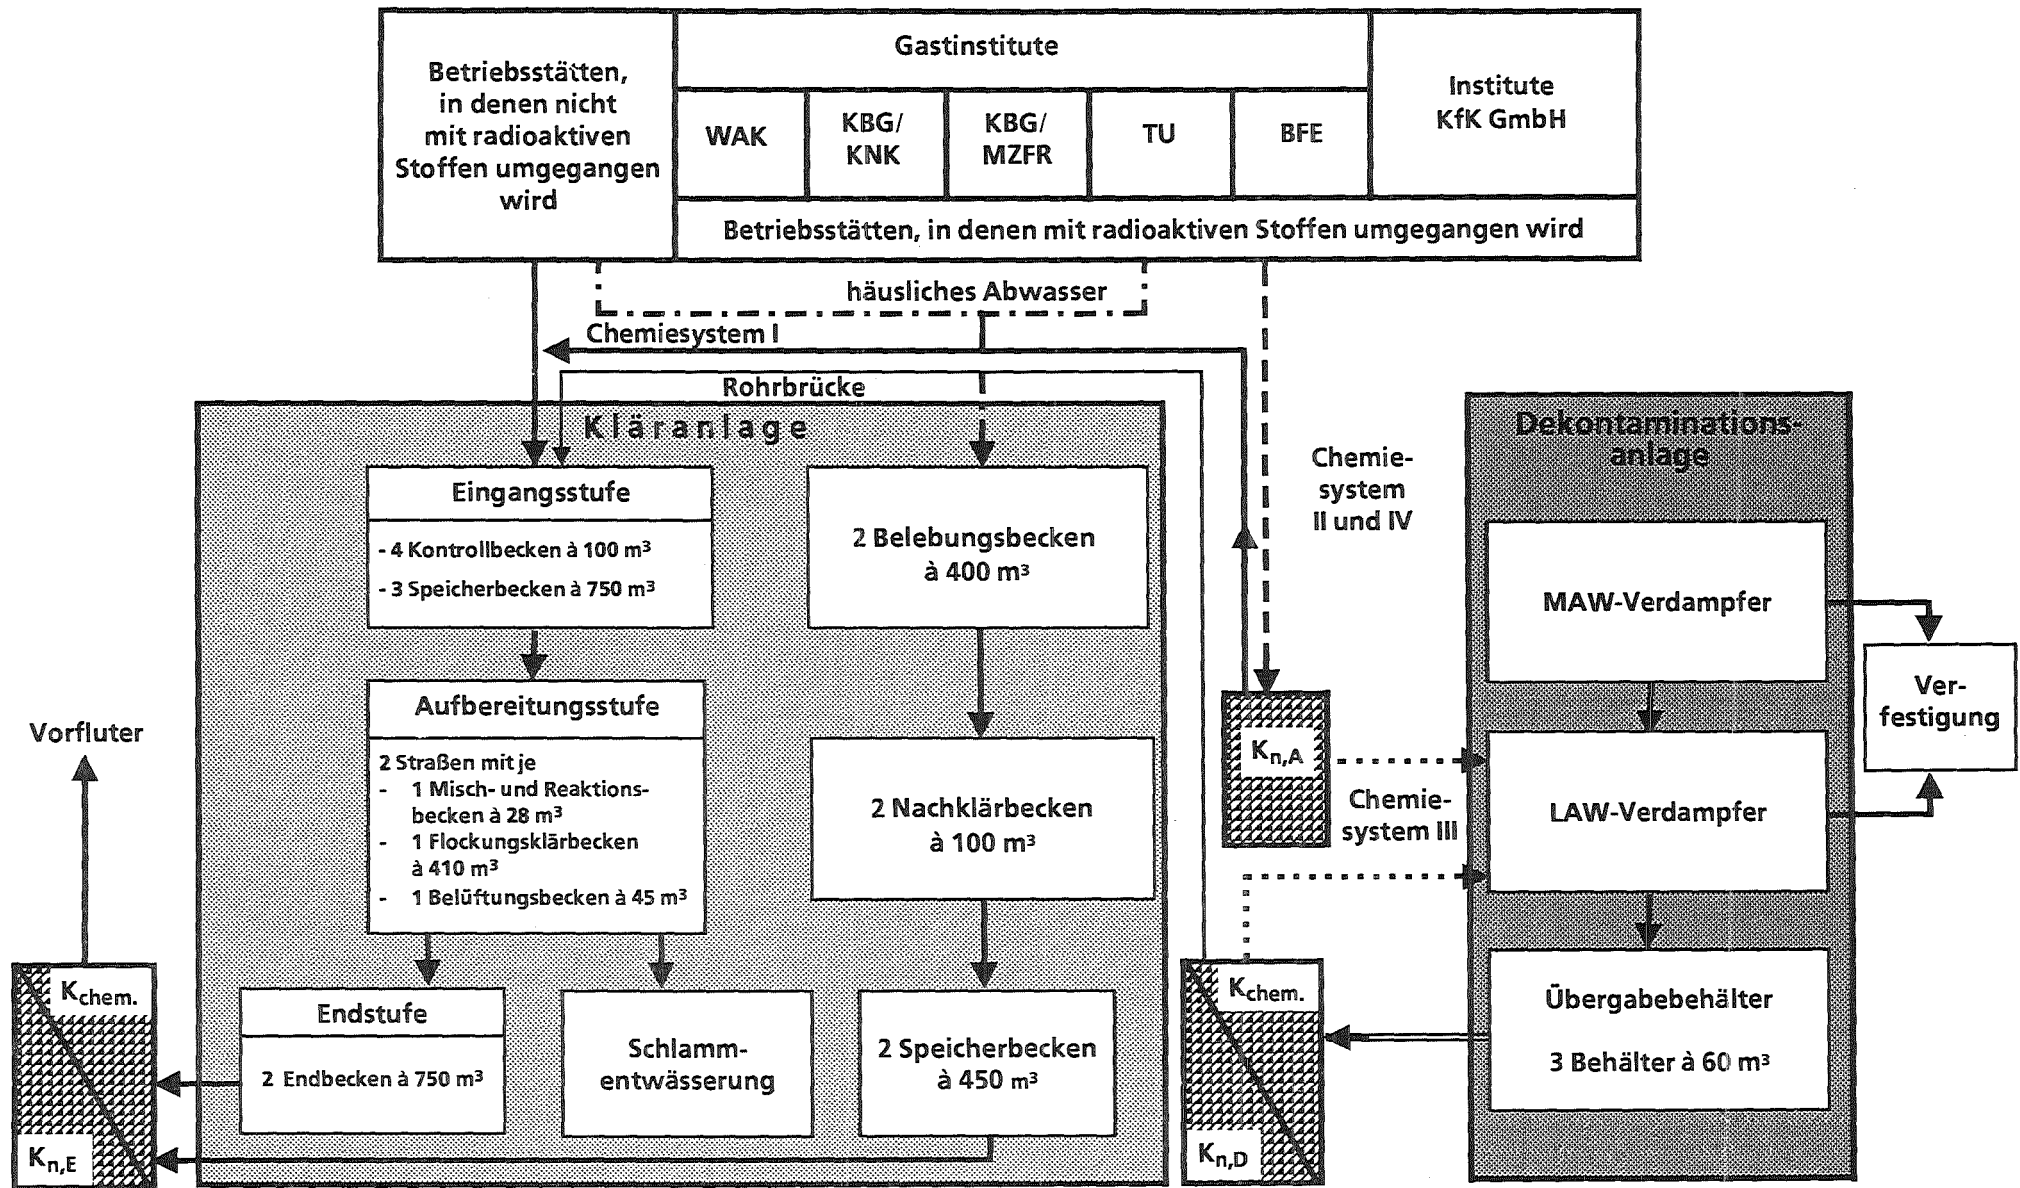 Betriebsstätten,
in denen nicht
mit radioaktiven
Stoffen umgegangen
wird
Gastinstitute
WAK
KBG/
KNK
KBG/
MZFR
TU
BFE
Institute
KfK GmbH
Betriebsstätten, in denen mit radioaktiven Stoffen umgegangen wird
häusliches Abwasser
Chemiesystem I
Rohrbrücke
Kläranlage
Eingangsstufe
- 4 Kontrollbecken à 100 m³
- 3 Speicherbecken à 750 m³
2 Belebungsbecken
à 400 m³
Chemie-
system
II und IV
Dekontaminations-
anlage
MAW-Verdampfer
Ver-
festigung
Aufbereitungsstufe
2 Straßen mit je
- 1 Misch- und Reaktions-
becken à 28 m³
- 1 Flockungsklärbecken
à 410 m³
- 1 Belüftungsbecken à 45 m³
2 Nachklärbecken
à 100 m³
Kn,A
Chemie-
system III
LAW-Verdampfer
Vorfluter
Kchem.
Kn,E
Endstufe
2 Endbecken à 750 m³
Schlamm-
entwässerung
2 Speicherbecken
à 450 m³
Kchem.
Kn,D
Übergabebehälter
3 Behälter à 60 m³